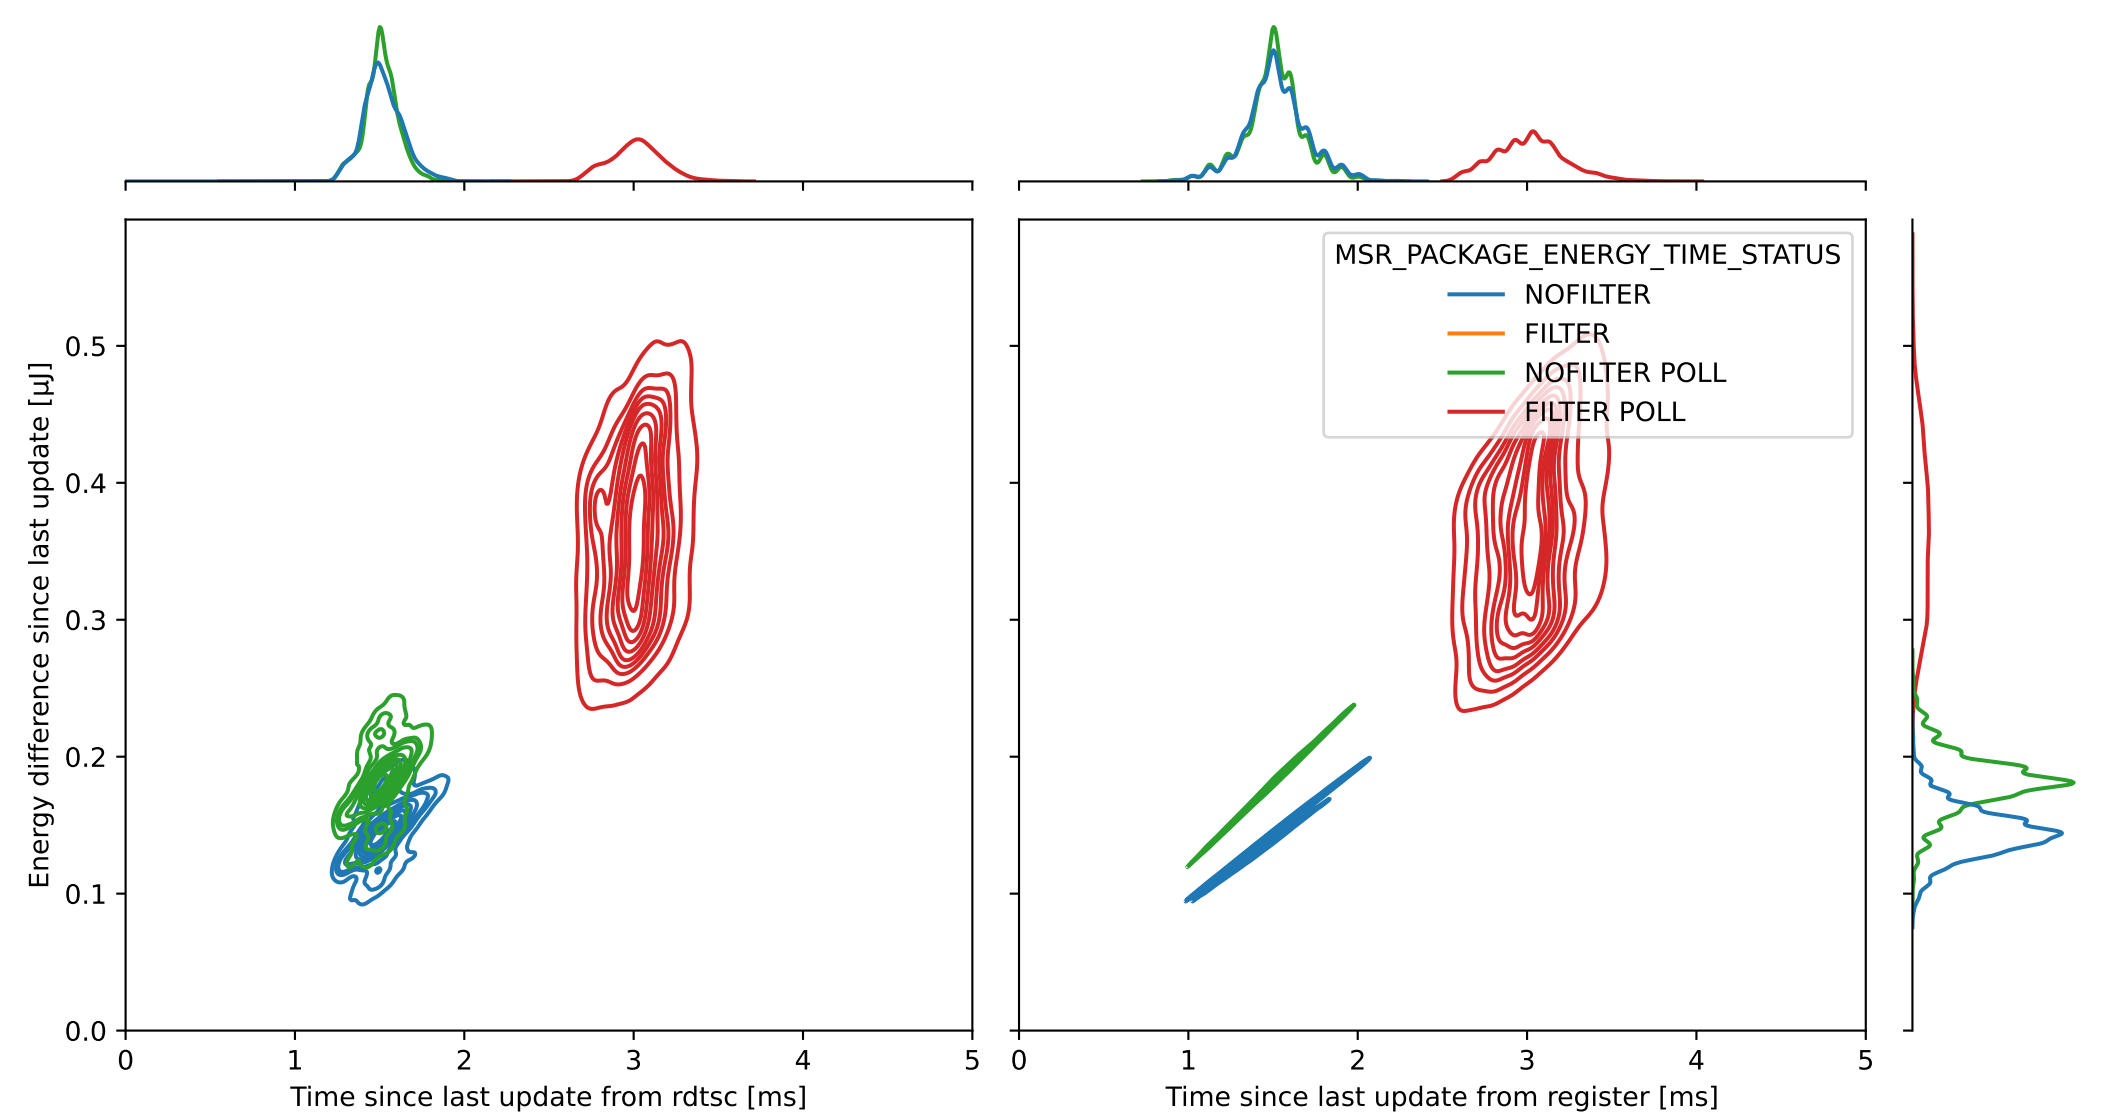 MSR_PACKAGE_ENERGY_TIME_STATUS
NOFILTER
FILTER
NOFILTER POLL
FILTER POLL
Energy difference since last update [µJ]
0.5
0.4
0.3
0.2
0.1
0.0
0 1 2 3 4 5
0 1 2 3 4 5
Time since last update from rdtsc [ms]
Time since last update from register [ms]